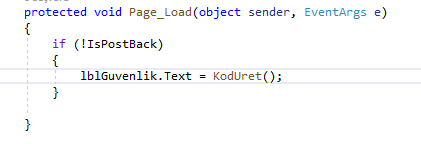 protected void Page_Load(object sender, EventArgs e)
{
if (!IsPostBack)
{
lblGuvenlik.Text = KodUret();
}
}